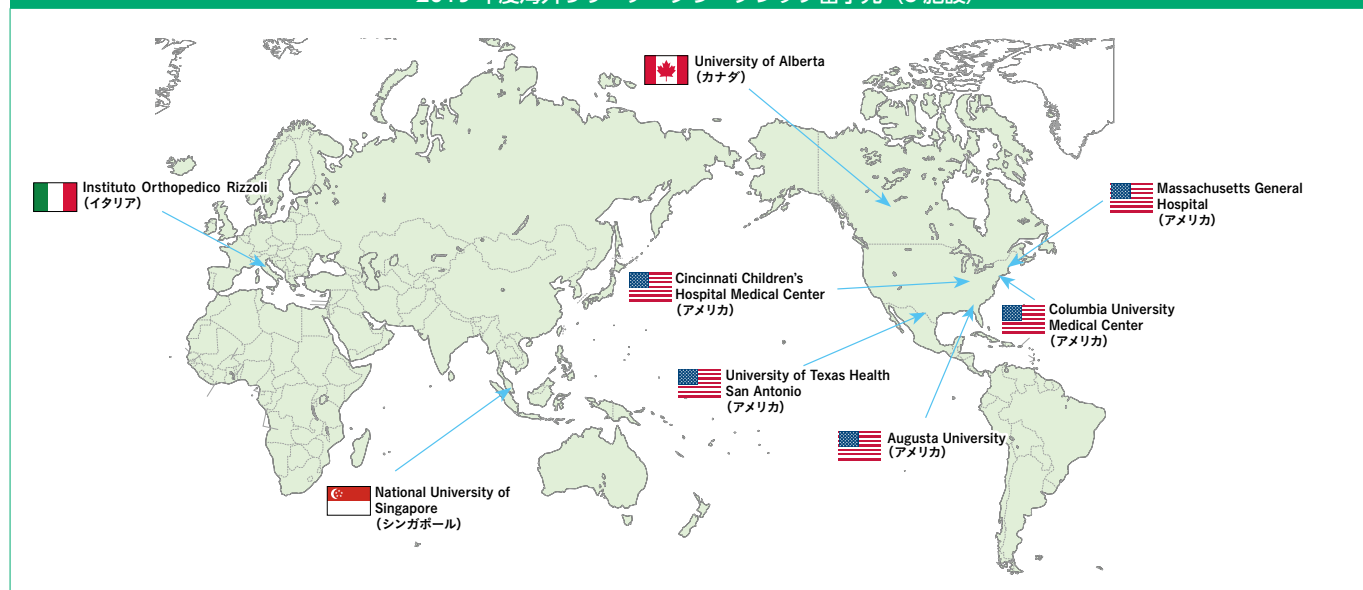 University of Alberta
（カナダ）
Instituto Orthopedico Rizzoli
（イタリア）
Massachusetts General
Hospital
（アメリカ）
Cincinnati Children's
Hospital Medical Center
（アメリカ）
Columbia University
Medical Center
（アメリカ）
University of Texas Health
San Antonio
（アメリカ）
Augusta University
（アメリカ）
National University of
Singapore
（シンガポール）